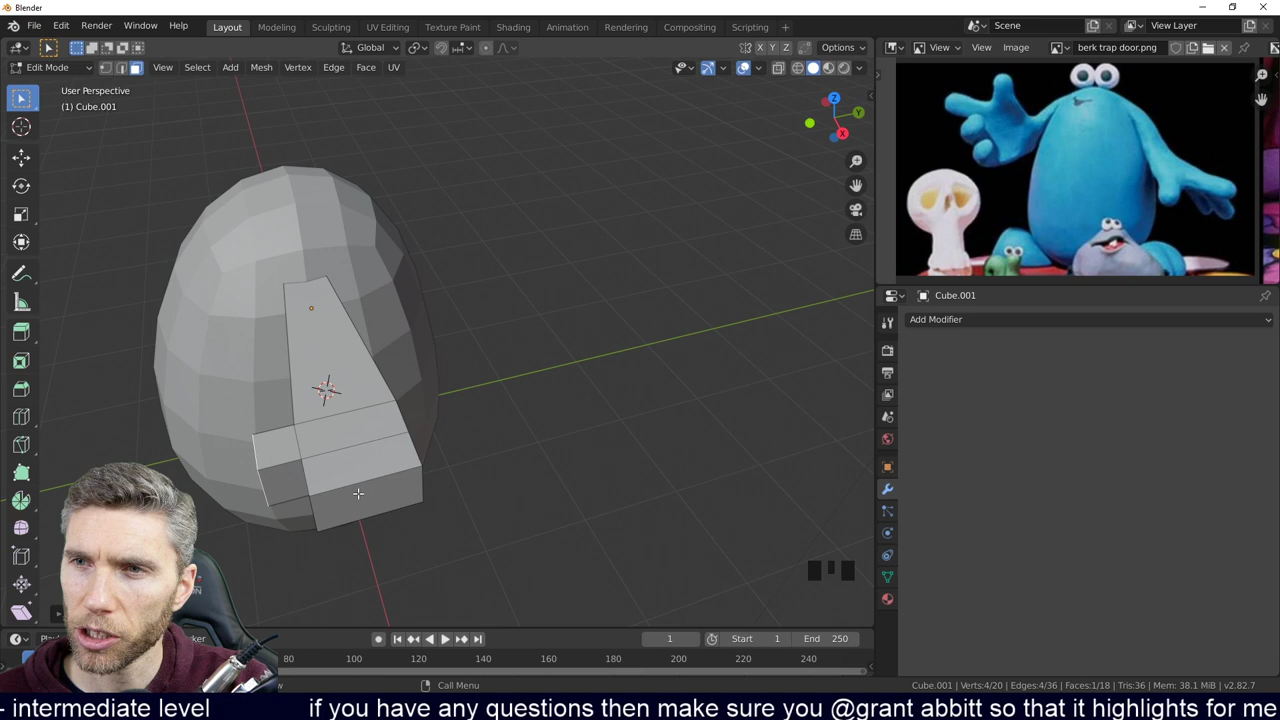 Blender
File Edit Render Window Help
Layout Modeling Sculpting UV Editing Texture Paint Shading Animation Rendering Compositing Scripting
Scene
View Layer
Global
X Y Z
Options
View
View Image
berk trap door.png
Edit Mode
View Select Add Mesh Vertex Edge Face UV
User Perspective
(1) Cube.001
Z
Y
X
Cube.001
Add Modifier
1
Start 1
End 250
80 100 120 140 160 180 200 220 240
Call Menu
Cube.001 | Verts:4/20 | Edges:4/36 | Faces:1/18 | Tris:36 | Mem: 38.1 MiB | v2.82.7
- intermediate level if you have any questions then make sure you @grant abbitt so that it highlights for me